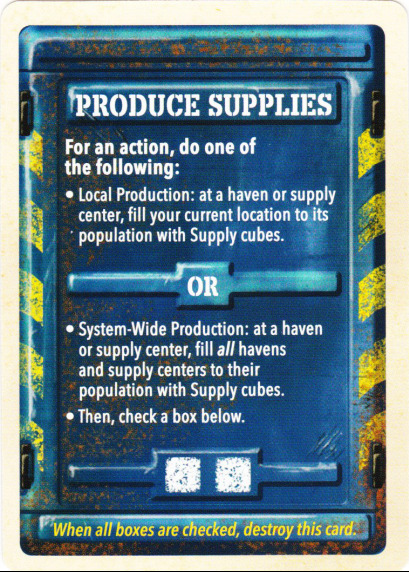 PRODUCE SUPPLIES
For an action, do one of
the following:
• Local Production: at a haven or supply
center, fill your current location to its
population with Supply cubes.
OR
• System-Wide Production: at a haven
or supply center, fill all havens
and supply centers to their
population with Supply cubes.
• Then, check a box below.
When all boxes are checked, destroy this card.